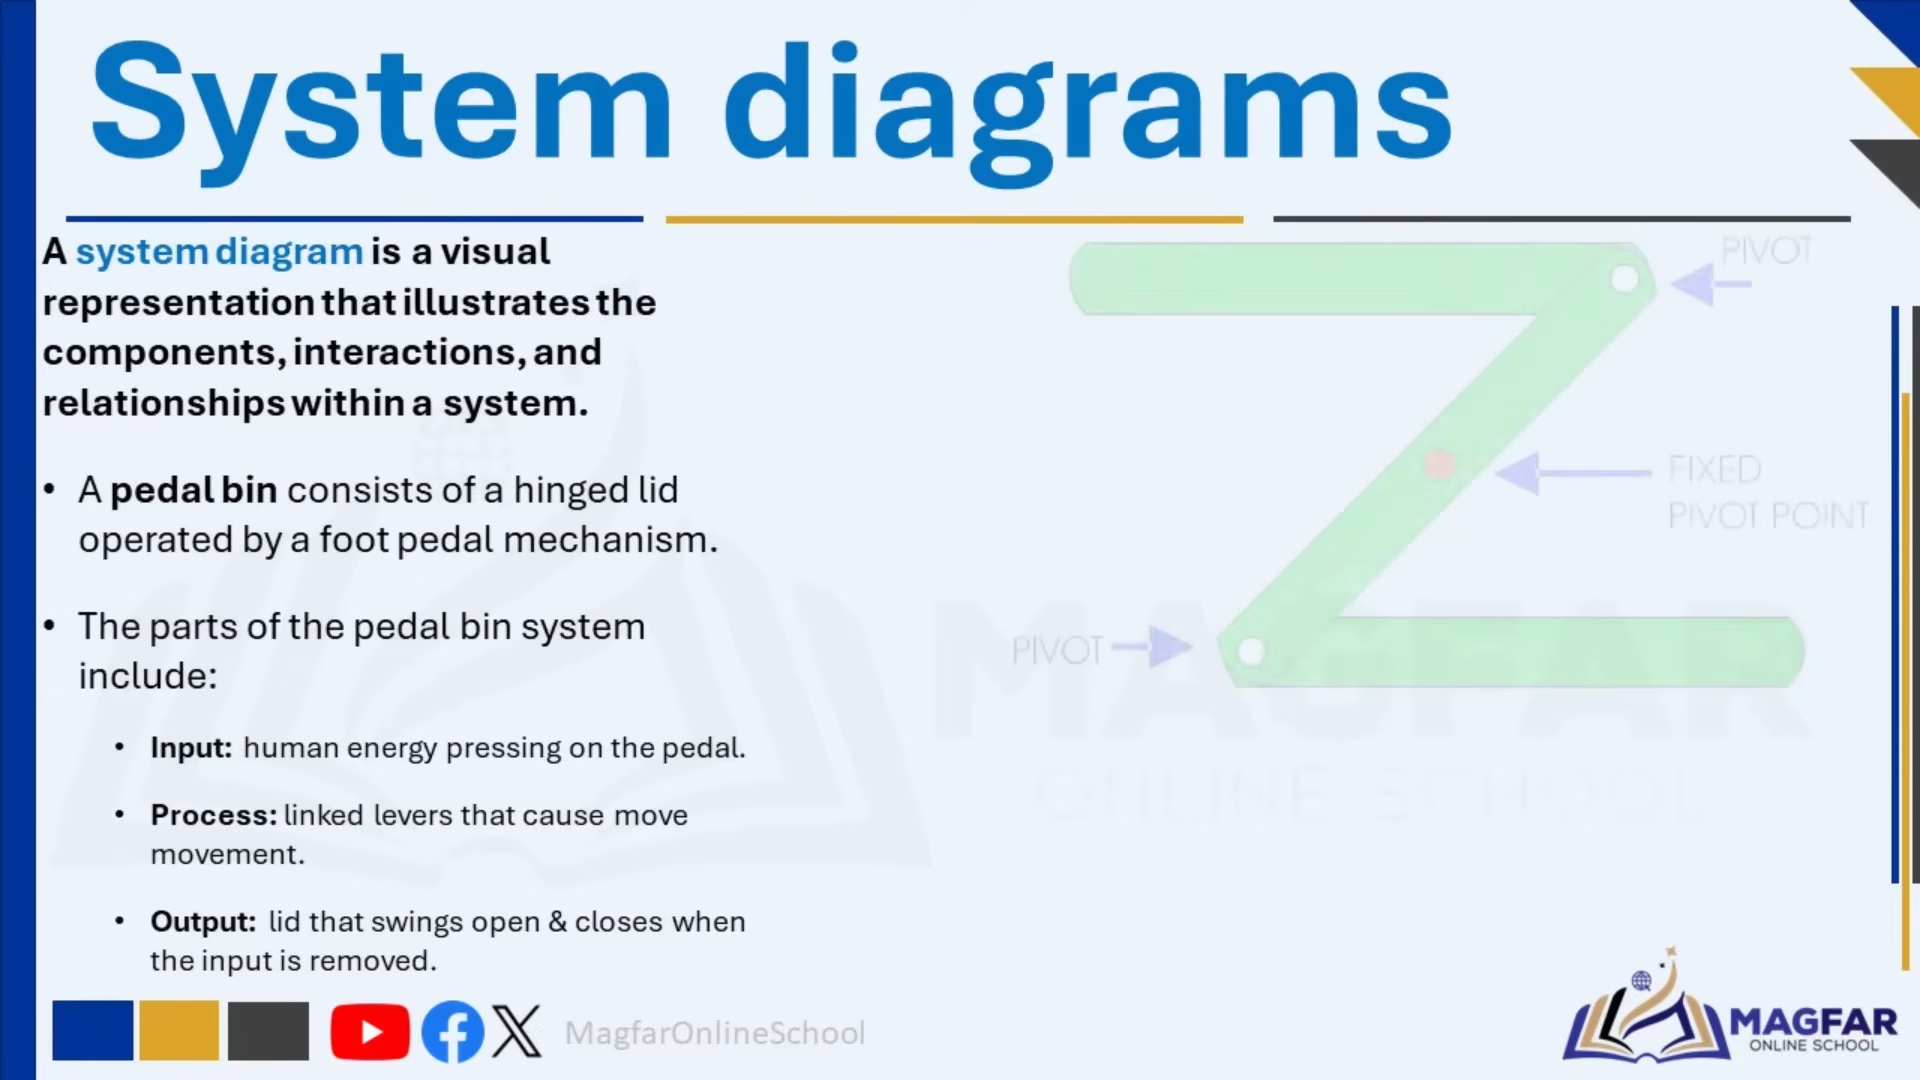 System diagrams
A system diagram is a visual
representation that illustrates the
components, interactions, and
relationships within a system.
• A pedal bin consists of a hinged lid
operated by a foot pedal mechanism.
• The parts of the pedal bin system
include:
• Input: human energy pressing on the pedal.
• Process: linked levers that cause move
movement.
• Output: lid that swings open & closes when
the input is removed.
PIVOT
FIXED
PIVOT POINT
PIVOT
MAGFAR
ONLINE SCHOOL
MagfarOnlineSchool
MAGFAR
ONLINE SCHOOL